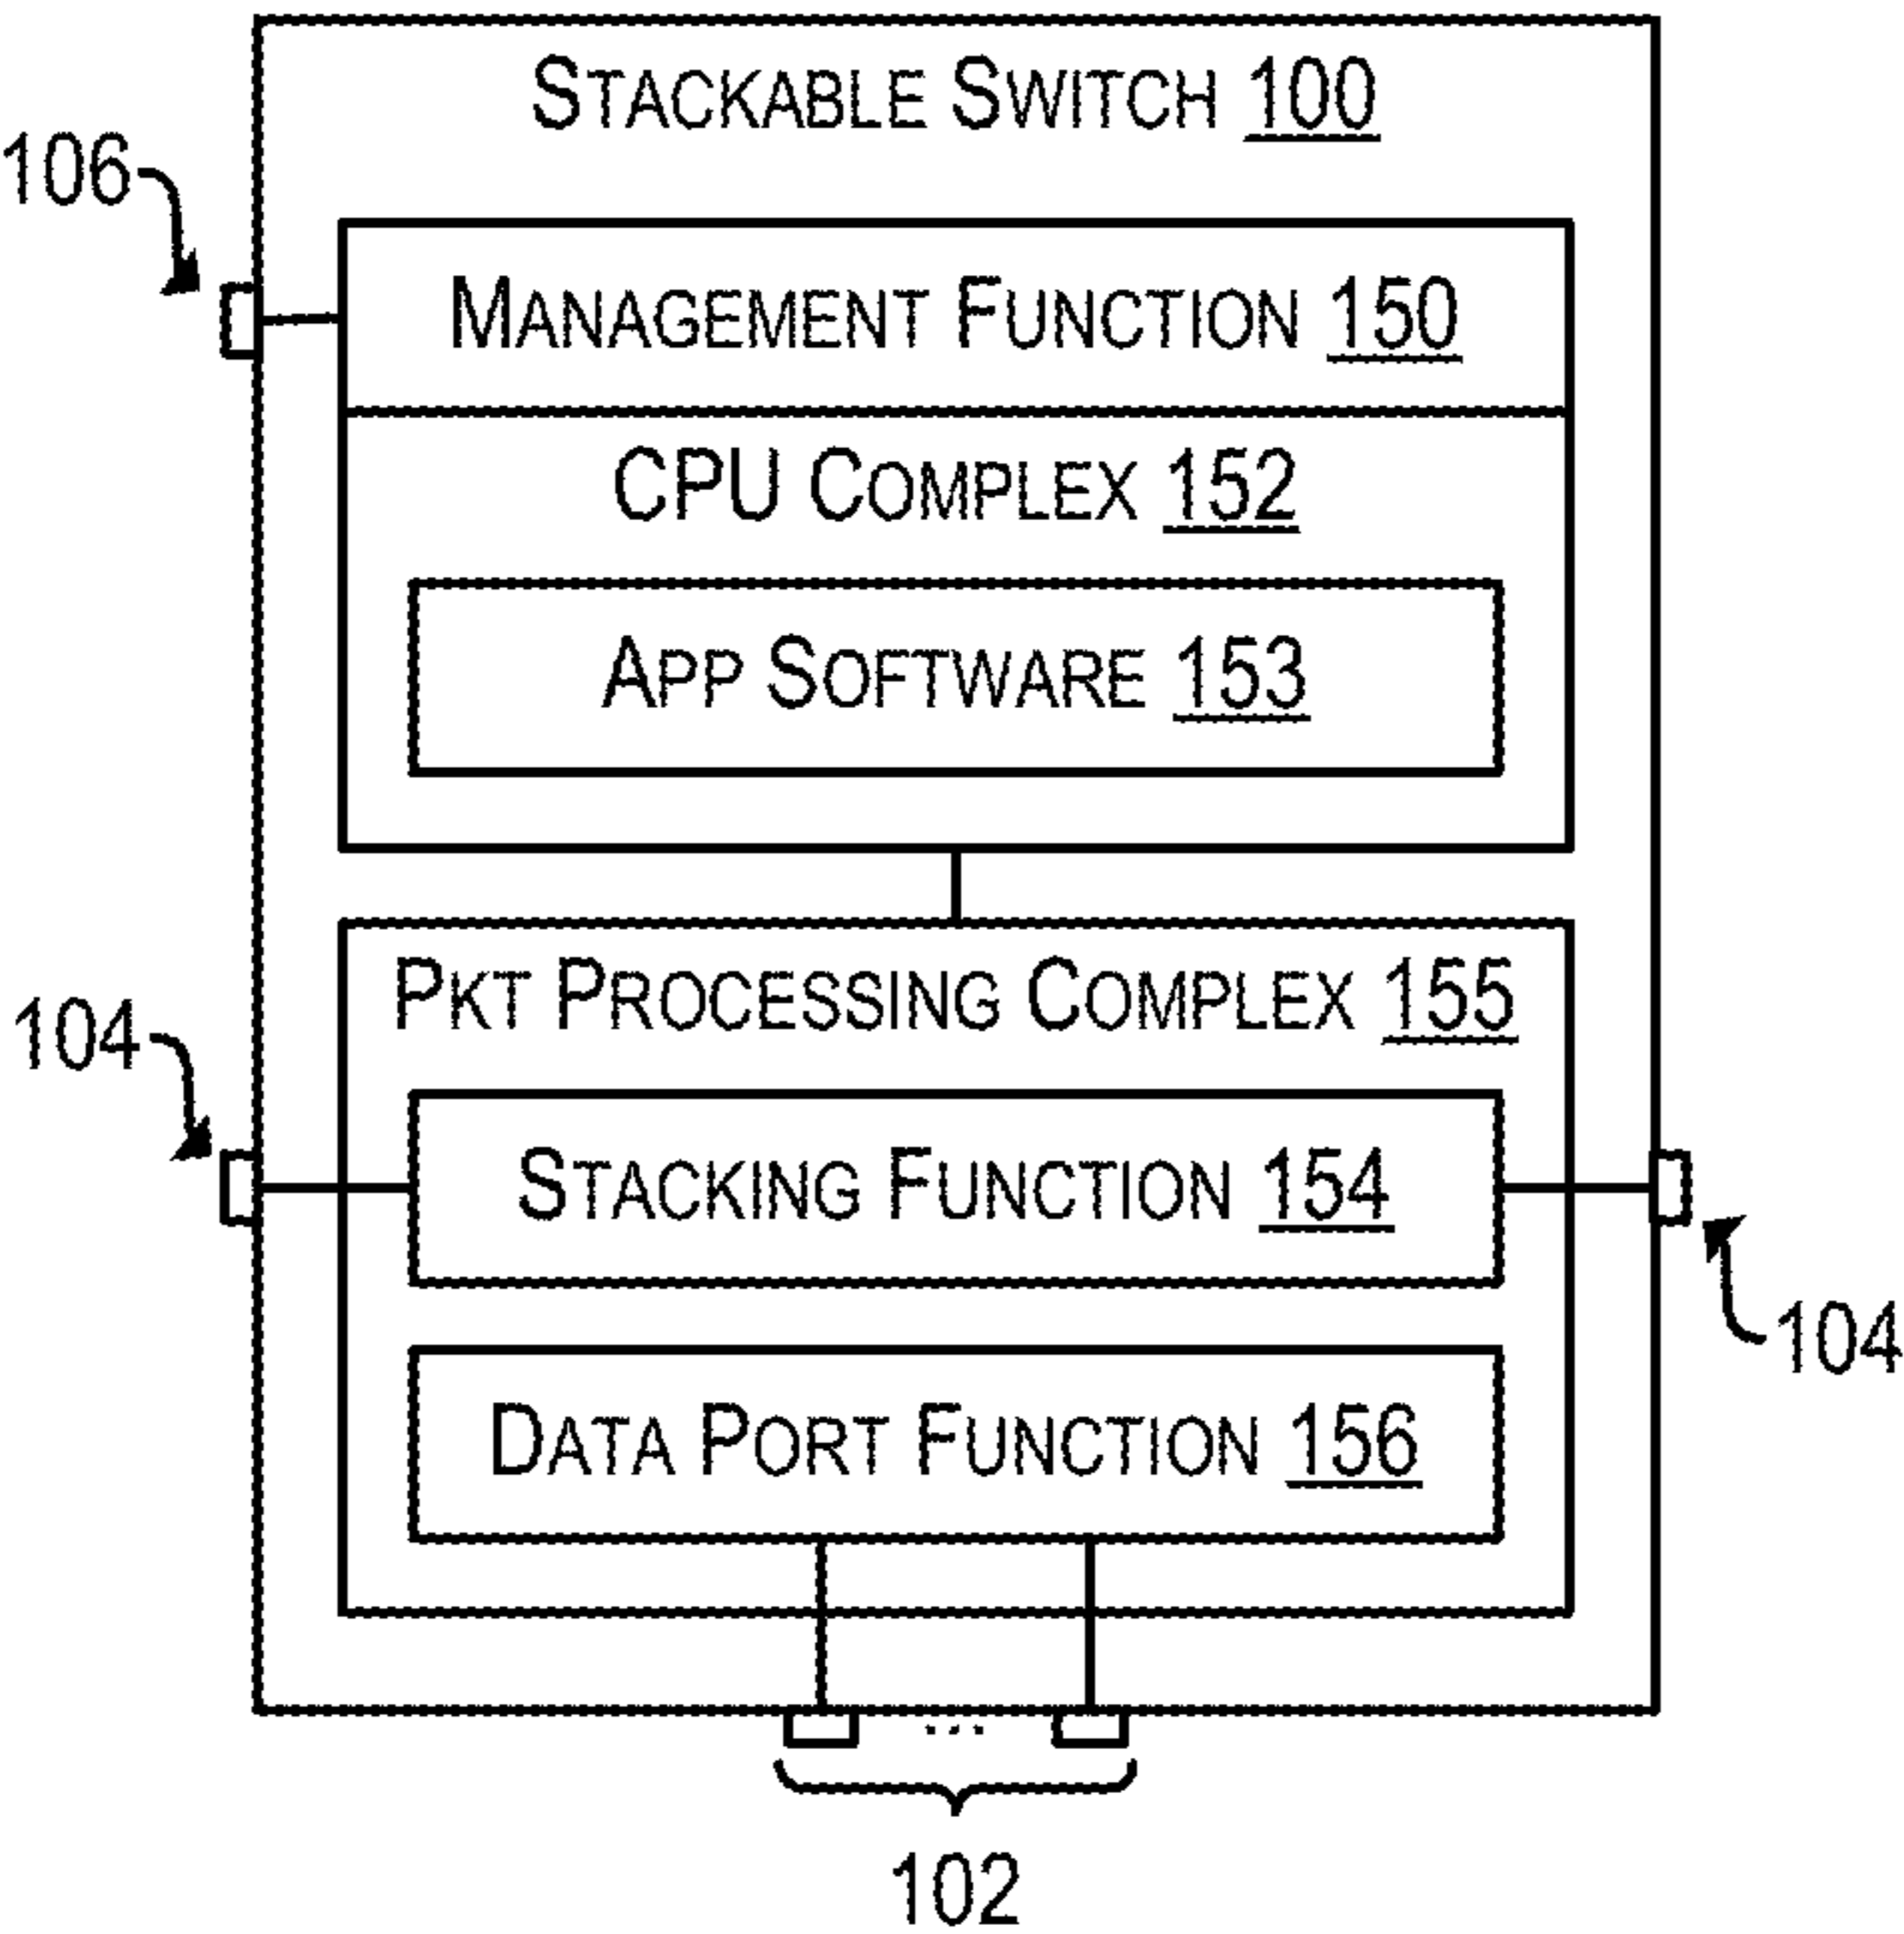 STACKABLE SWITCH 100
106
MANAGEMENT FUNCTION 150
CPU COMPLEX 152
APP SOFTWARE 153
PKT PROCESSING COMPLEX 155
104
STACKING FUNCTION 154
104
DATA PORT FUNCTION 156
...
102